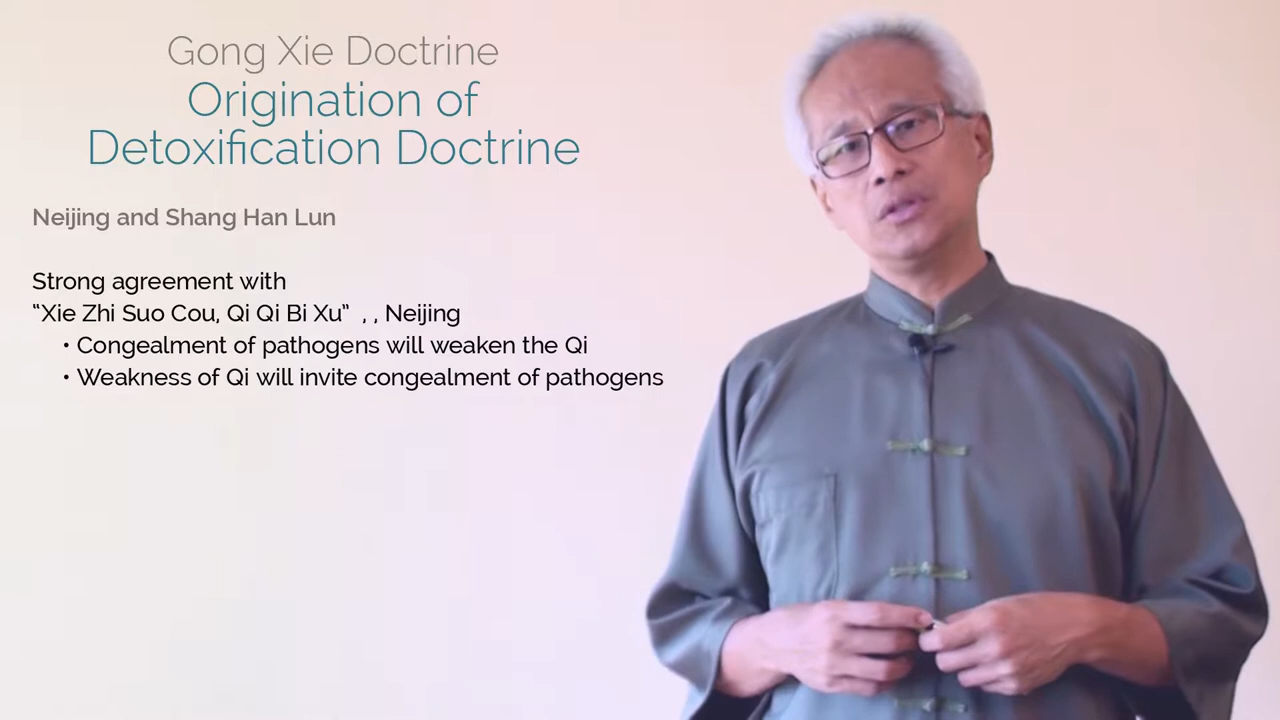 Gong Xie Doctrine
Origination of
Detoxification Doctrine
Neijing and Shang Han Lun
Strong agreement with
“Xie Zhi Suo Cou, Qi Qi Bi Xu” , , Neijing
• Congealment of pathogens will weaken the Qi
• Weakness of Qi will invite congealment of pathogens